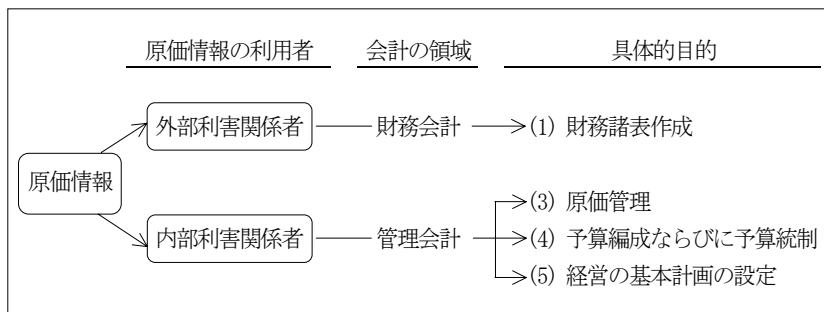 原価情報の利用者 会計の領域 具体的目的
外部利害関係者 財務会計 (1) 財務諸表作成
原価情報
(3) 原価管理
内部利害関係者 管理会計 (4) 予算編成ならびに予算統制
(5) 経営の基本計画の設定